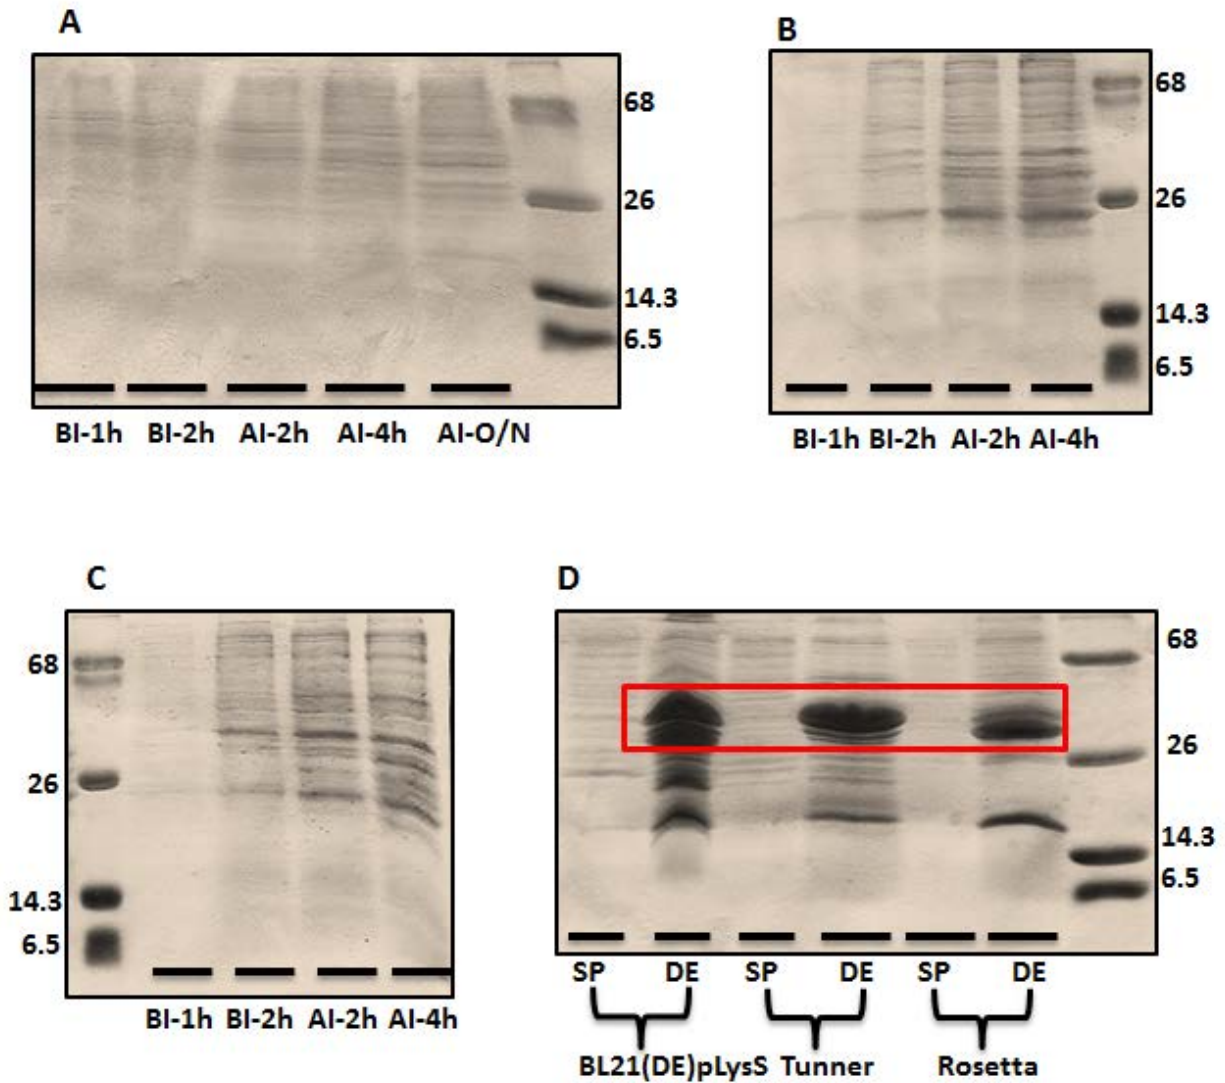 A
68
26
14.3
6.5
BI-1h BI-2h AI-2h AI-4h AI-O/N
B
68
26
14.3
6.5
BI-1h BI-2h AI-2h AI-4h
C
68
26
14.3
6.5
BI-1h BI-2h AI-2h AI-4h
D
68
26
14.3
6.5
SP DE SP DE SP DE
BL21(DE)pLysS Tunner Rosetta